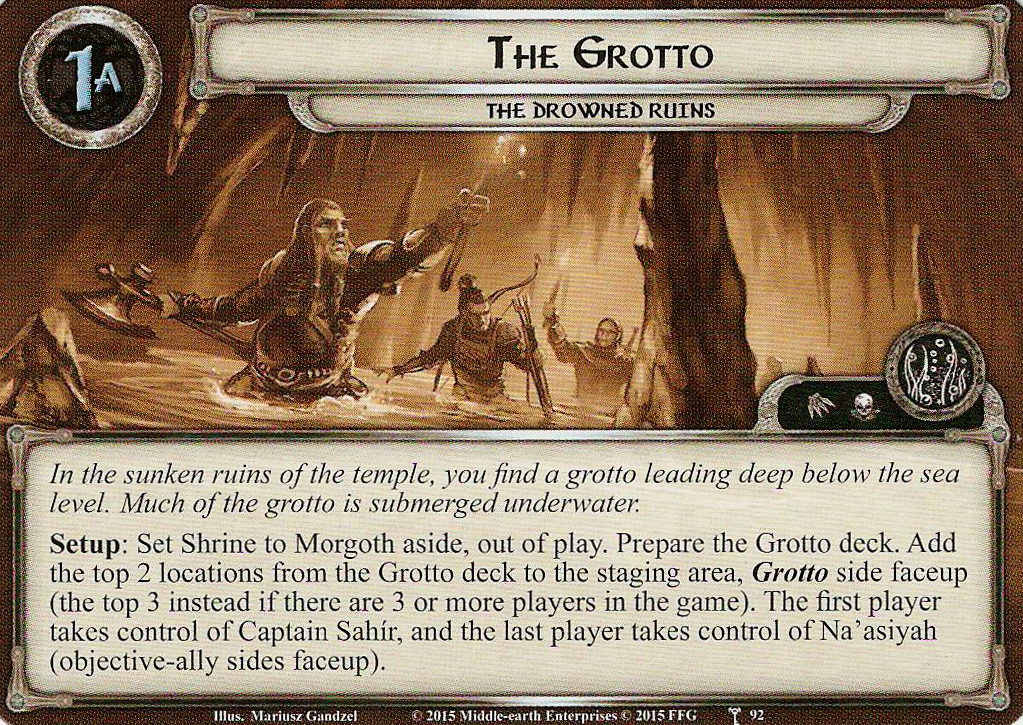 1A
The Grotto
The Drowned Ruins
In the sunken ruins of the temple, you find a grotto leading deep below the sea
level. Much of the grotto is submerged underwater.
Setup: Set Shrine to Morgoth aside, out of play. Prepare the Grotto deck. Add
the top 2 locations from the Grotto deck to the staging area, Grotto side faceup
(the top 3 instead if there are 3 or more players in the game). The first player
takes control of Captain Sahír, and the last player takes control of Na’asiyah
(objective-ally sides faceup).
Illus. Mariusz Gandzel © 2015 Middle-earth Enterprises © 2015 FFG 92